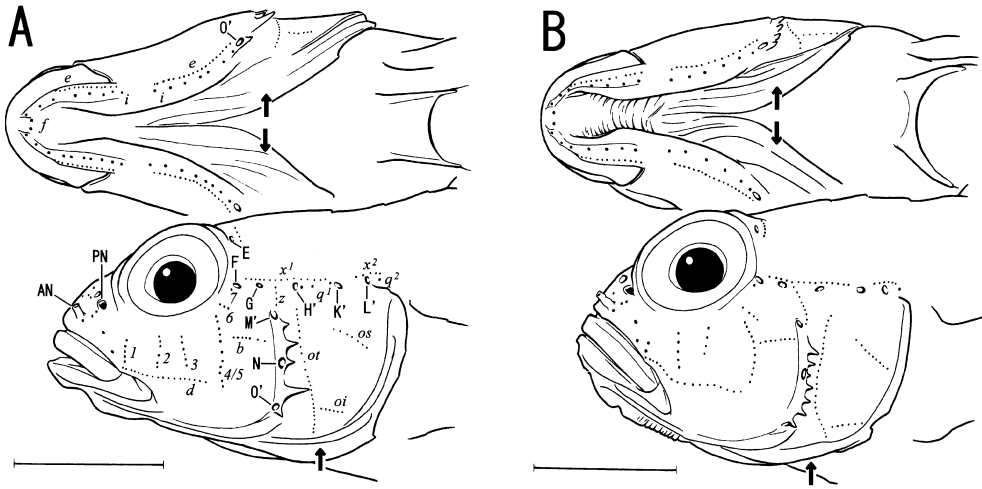 A
B
O'
e
e
i
i
f
E
PN
F
x¹
x²
q²
AN
7
G
z
H'
q¹
K'
L'
6
M'
os
1
2
3
b
N
ot
4/5
d
O'
oi